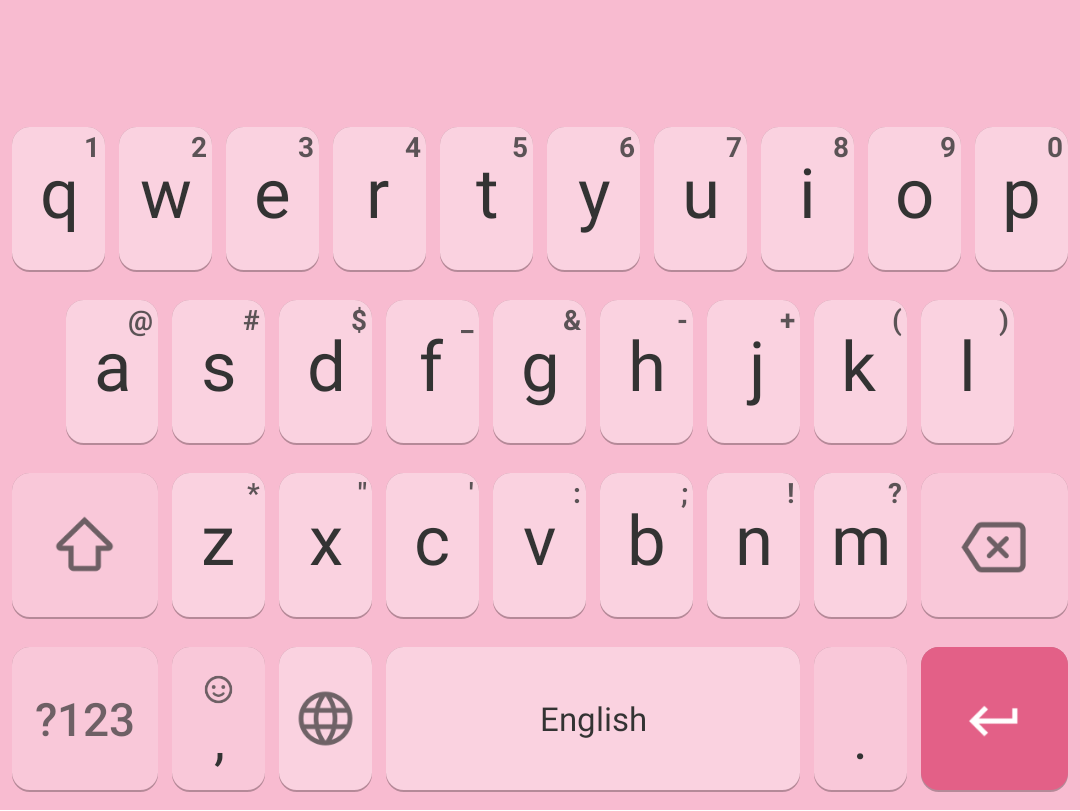 1 2 3 4 5 6 7 8 9 0
q w e r t y u i o p
@ # $ _ & - + ( )
a s d f g h j k l
* " ' : ; ! ?
z x c v b n m
?123 , English .